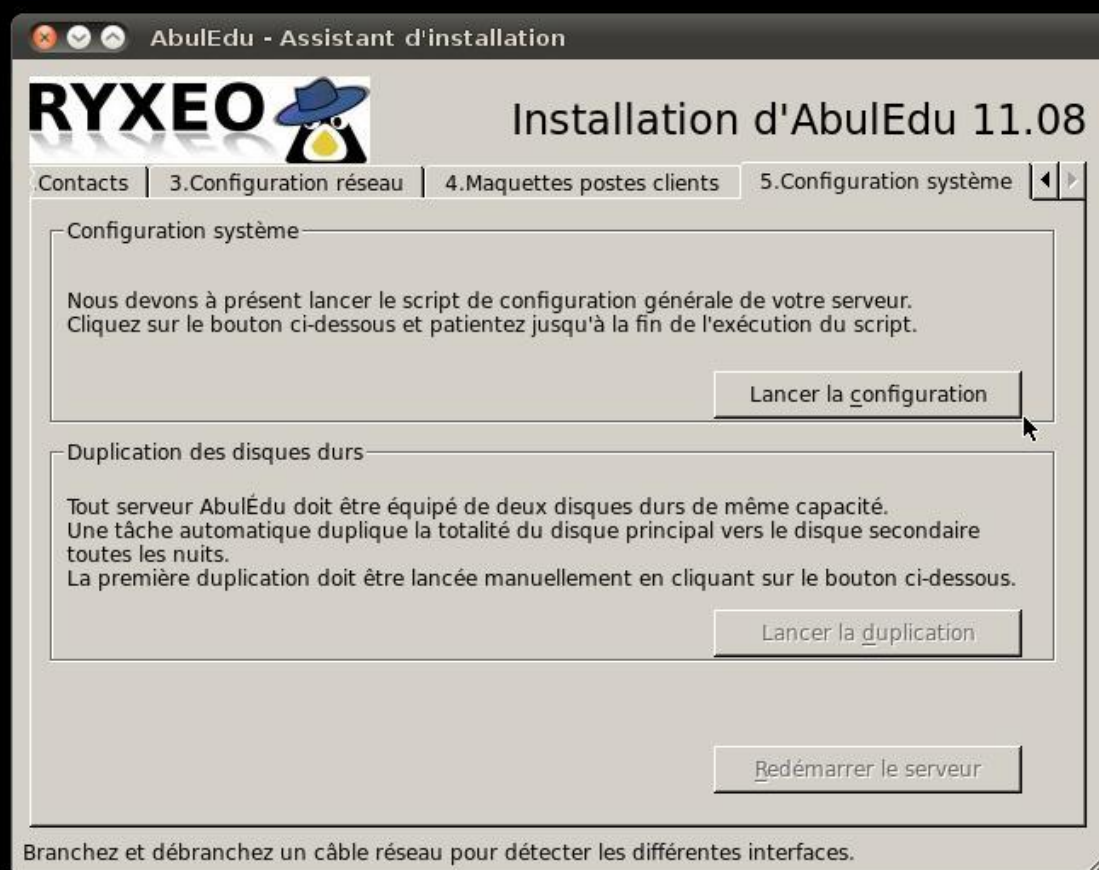 AbulEdu - Assistant d'installation
RYXEO
Installation d'AbulEdu 11.08
.Contacts
3.Configuration réseau
4.Maquettes postes clients
5.Configuration système
Configuration système
Nous devons à présent lancer le script de configuration générale de votre serveur.
Cliquez sur le bouton ci-dessous et patientez jusqu'à la fin de l'exécution du script.
Lancer la configuration
Duplication des disques durs
Tout serveur AbulÉdu doit être équipé de deux disques durs de même capacité.
Une tâche automatique duplique la totalité du disque principal vers le disque secondaire
toutes les nuits.
La première duplication doit être lancée manuellement en cliquant sur le bouton ci-dessous.
Lancer la duplication
Redémarrer le serveur
Branchez et débranchez un câble réseau pour détecter les différentes interfaces.